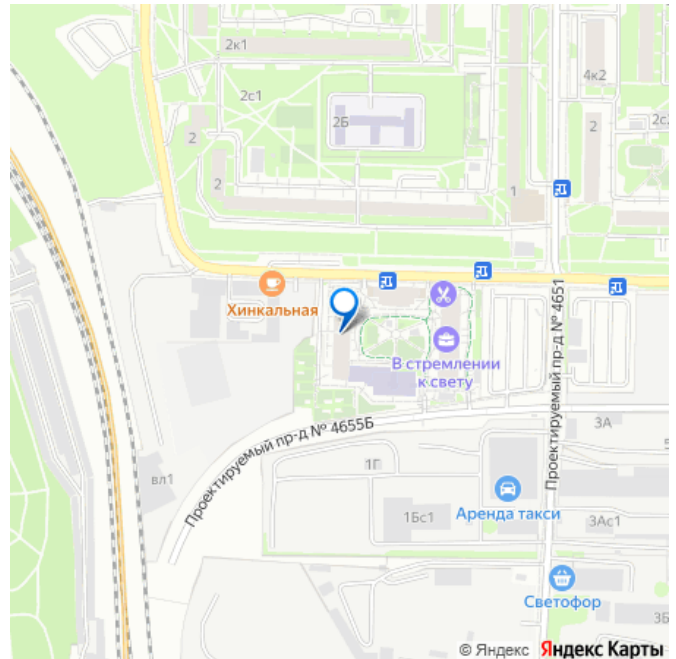 2к1
4к2
2с1
2Б
2
2
2с
2
1
Хинкальная
В стремлении
к свету
Проектируемый пр-д № 4651
Проектируемый пр-д № 4655Б
3А
1Г
вл1
Аренда такси
1Бс1
3Ас1
Светофор
3Б
© Яндекс Яндекс Карты